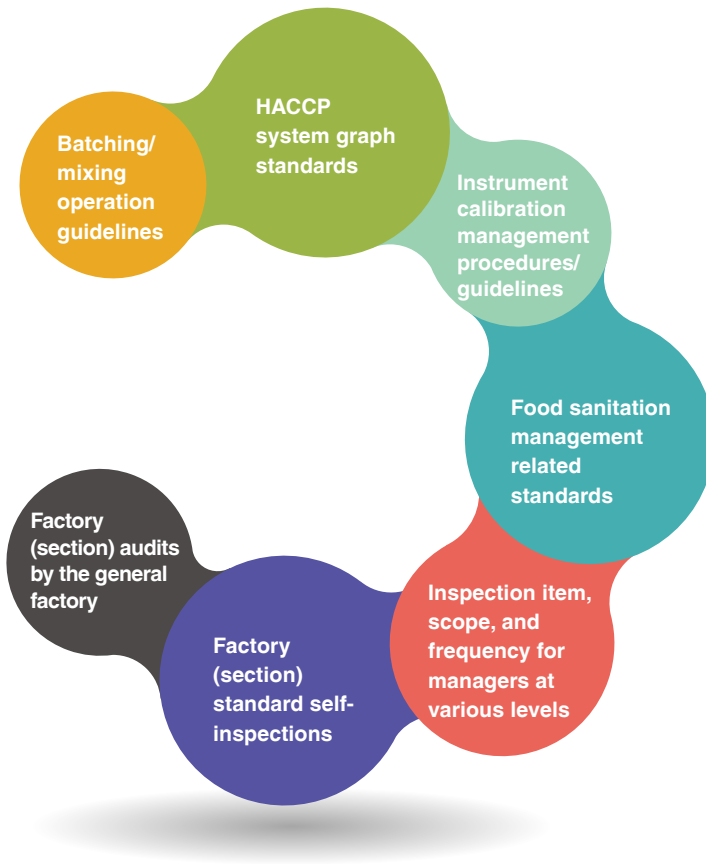 Batching/
mixing
operation
guidelines
HACCP
system graph
standards
Instrument
calibration
management
procedures/
guidelines
Food sanitation
management
related
standards
Inspection item,
scope, and
frequency for
managers at
various levels
Factory
(section)
standard self-
inspections
Factory
(section) audits
by the general
factory